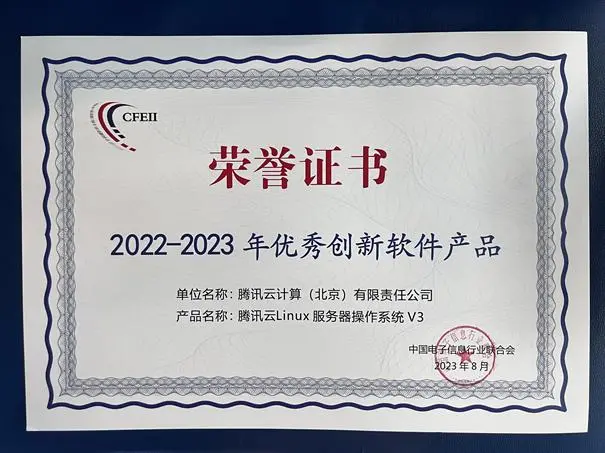 CFEII
荣誉证书
2022-2023 年优秀创新软件产品
单位名称：腾讯云计算（北京）有限责任公司
产品名称：腾讯云Linux 服务器操作系统 V3
中国电子信息行业联合会
2023 年 8 月